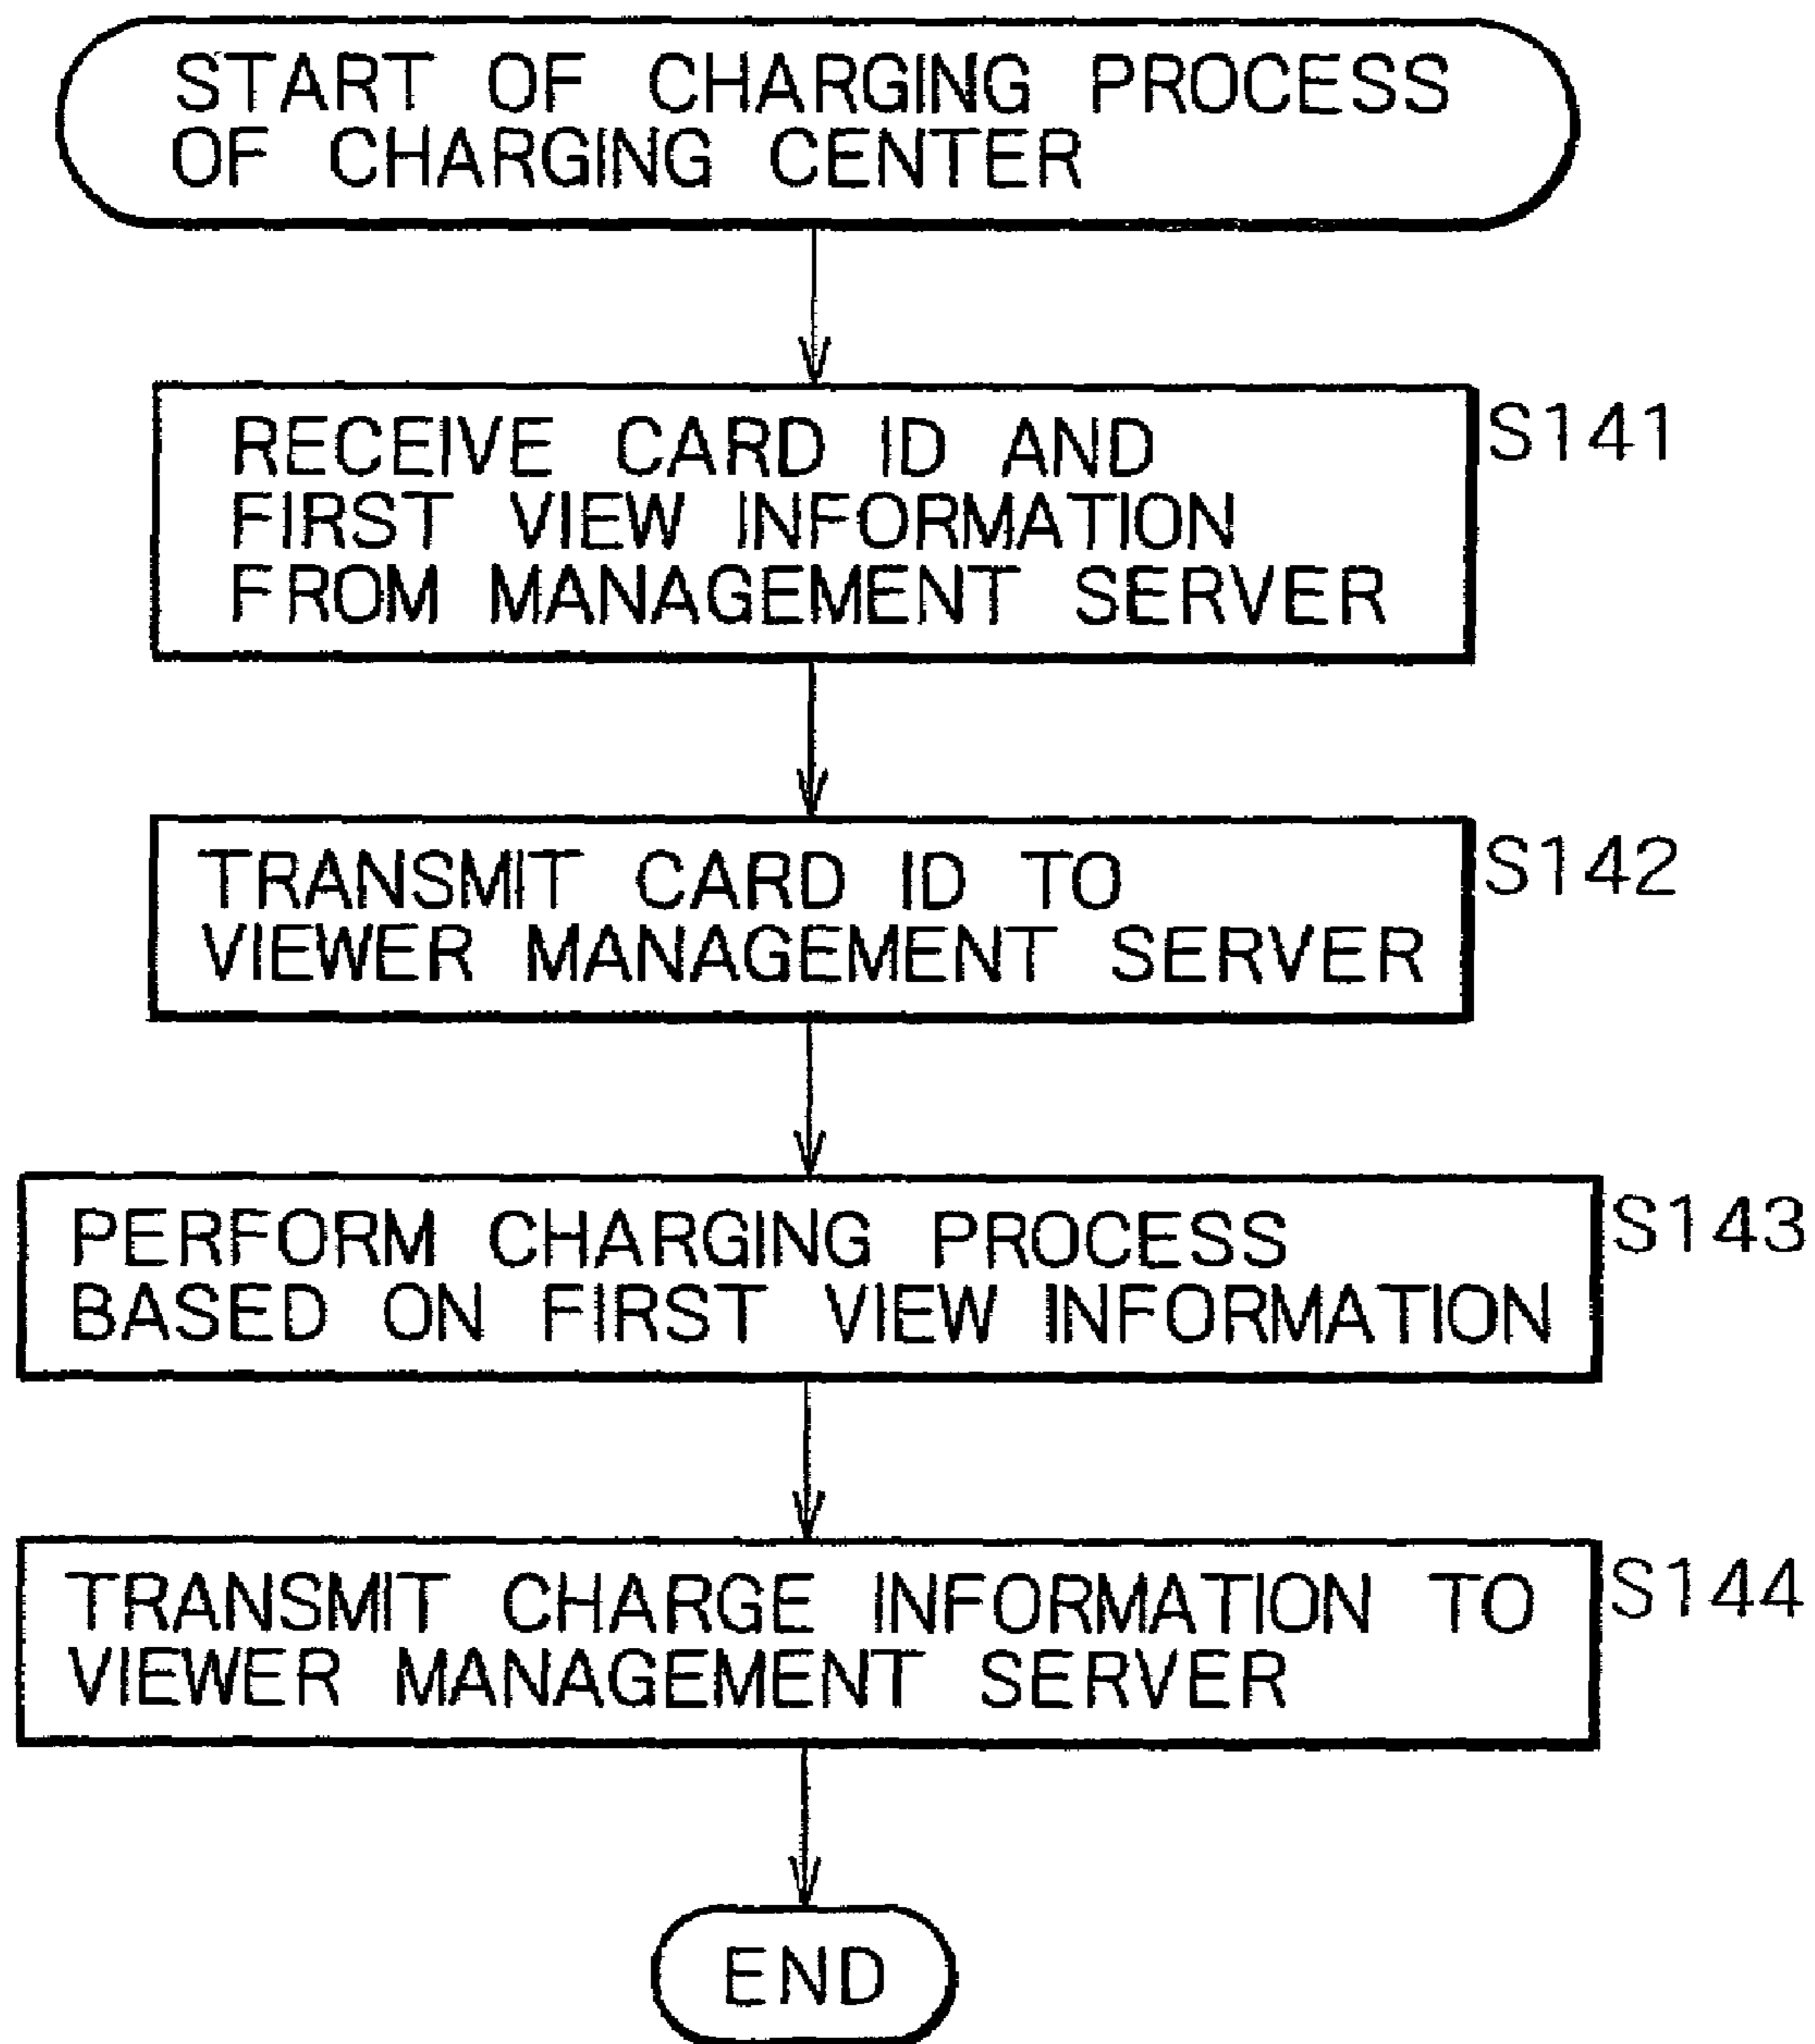 START OF CHARGING PROCESS
OF CHARGING CENTER
RECEIVE CARD ID AND
FIRST VIEW INFORMATION
FROM MANAGEMENT SERVER
S141
TRANSMIT CARD ID TO
VIEWER MANAGEMENT SERVER
S142
PERFORM CHARGING PROCESS
BASED ON FIRST VIEW INFORMATION
S143
TRANSMIT CHARGE INFORMATION TO
VIEWER MANAGEMENT SERVER
S144
END